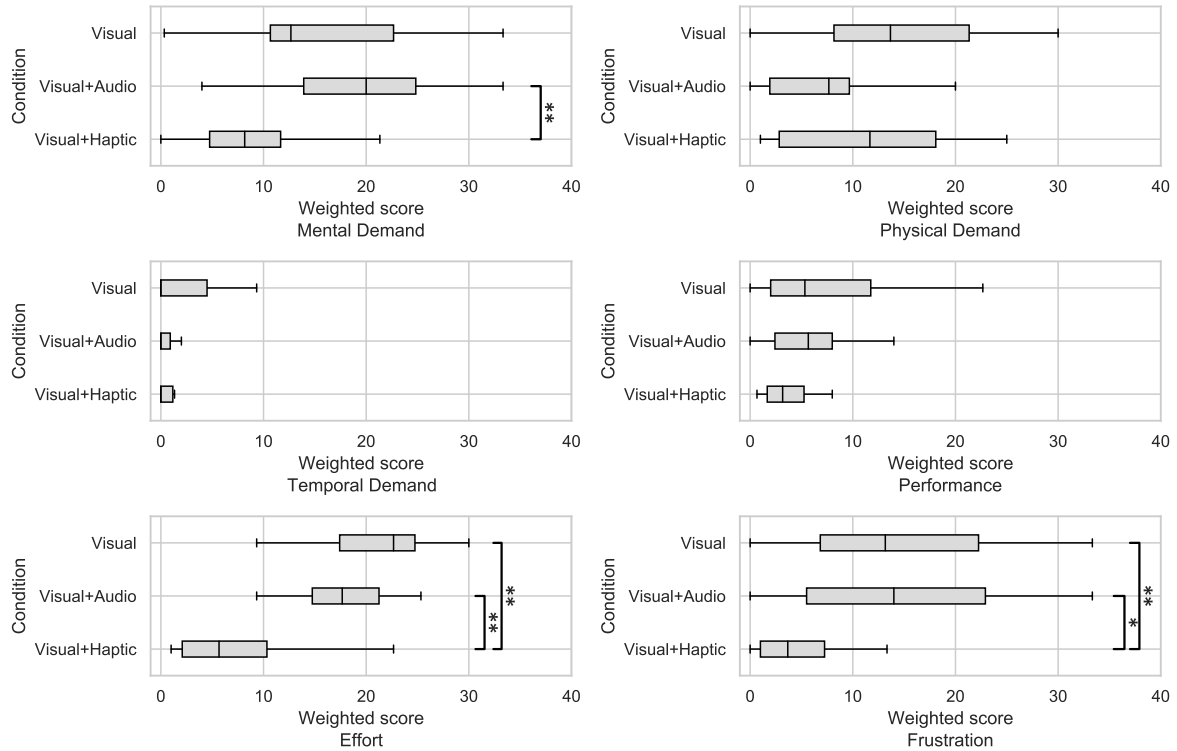 Condition
Visual
Visual+Audio
Visual+Haptic
**
0 10 20 30 40
Weighted score
Mental Demand
Condition
Visual
Visual+Audio
Visual+Haptic
0 10 20 30 40
Weighted score
Physical Demand
Condition
Visual
Visual+Audio
Visual+Haptic
0 10 20 30 40
Weighted score
Temporal Demand
Condition
Visual
Visual+Audio
Visual+Haptic
0 10 20 30 40
Weighted score
Performance
Condition
Visual
Visual+Audio
Visual+Haptic
**
**
0 10 20 30 40
Weighted score
Effort
Condition
Visual
Visual+Audio
Visual+Haptic
**
*
0 10 20 30 40
Weighted score
Frustration